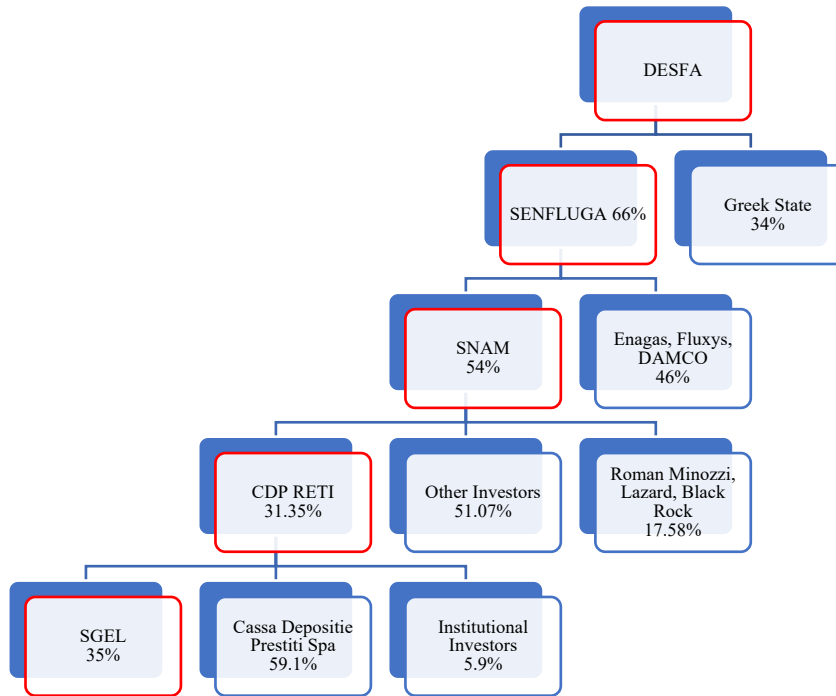 DESFA
SENFLUGA 66%
Greek State
34%
SNAM
54%
Enagas, Fluxys,
DAMCO
46%
CDP RETI
31.35%
Other Investors
51.07%
Roman Minozzi,
Lazard, Black
Rock
17.58%
SGEL
35%
Cassa Depositie
Prestiti Spa
59.1%
Institutional
Investors
5.9%